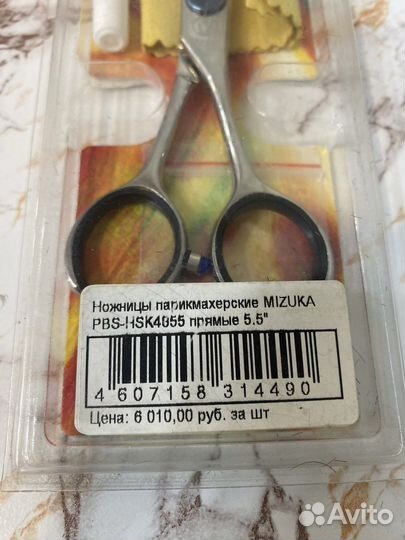 Ножницы парикмахерские MIZUKA
PBS-HSK4055 прямые 5.5"
4 607158 314490
Цена: 6 010,00 руб. за шт
Avito